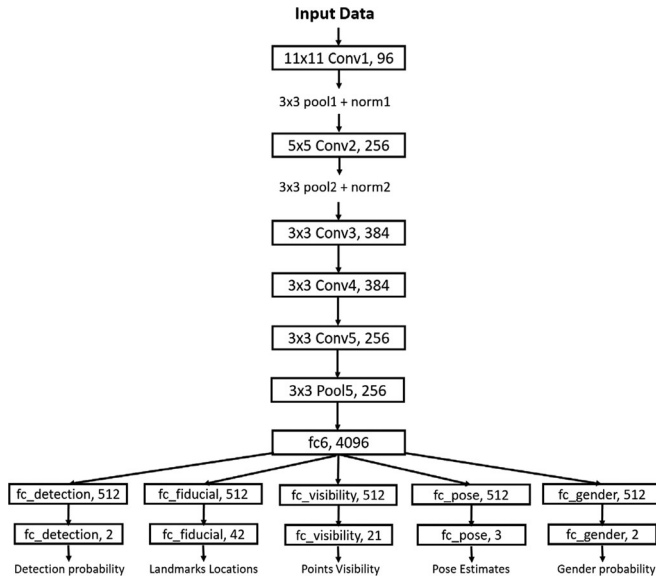 Input Data
11x11 Conv1, 96
3x3 pool1 + norm1
5x5 Conv2, 256
3x3 pool2 + norm2
3x3 Conv3, 384
3x3 Conv4, 384
3x3 Conv5, 256
3x3 Pool5, 256
fc6, 4096
fc_detection, 512 fc_fiducial, 512 fc_visibility, 512 fc_pose, 512 fc_gender, 512
fc_detection, 2 fc_fiducial, 42 fc_visibility, 21 fc_pose, 3 fc_gender, 2
Detection probability Landmarks Locations Points Visibility Pose Estimates Gender probability